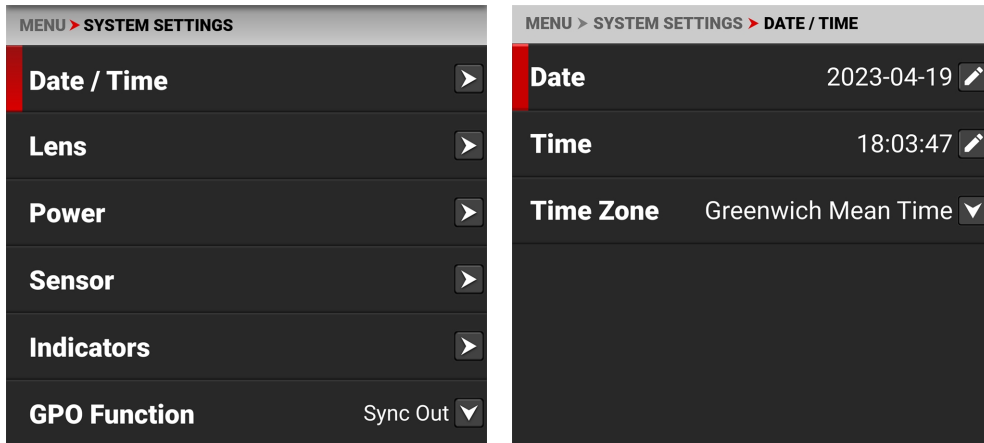 MENU > SYSTEM SETTINGS
Date / Time
Lens
Power
Sensor
Indicators
GPO Function Sync Out
MENU > SYSTEM SETTINGS > DATE / TIME
Date 2023-04-19
Time 18:03:47
Time Zone Greenwich Mean Time